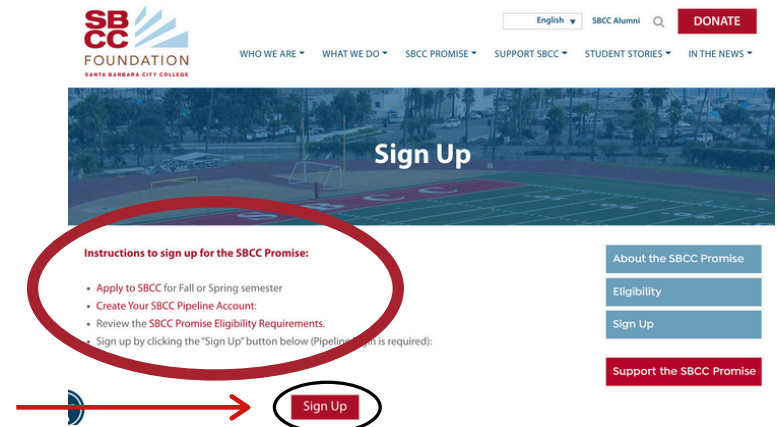 SB
CC
FOUNDATION
SANTA BARBARA CITY COLLEGE
English ▼ SBCC Alumni DONATE
WHO WE ARE WHAT WE DO SBCC PROMISE SUPPORT SBCC STUDENT STORIES IN THE NEWS
Sign Up
SBCC
Instructions to sign up for the SBCC Promise:
• Apply to SBCC for Fall or Spring semester
• Create Your SBCC Pipeline Account:
• Review the SBCC Promise Eligibility Requirements.
• Sign up by clicking the "Sign Up" button below (Pipeline is required):
About the SBCC Promise
Eligibility
Sign Up
Support the SBCC Promise
Sign Up